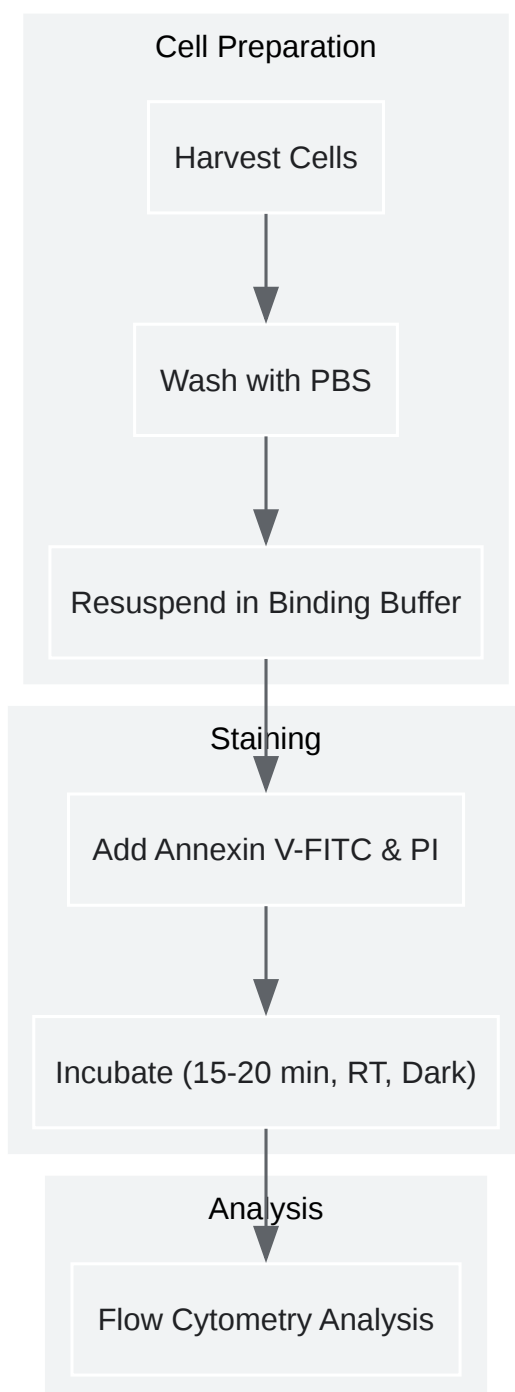 Cell Preparation
Harvest Cells
Wash with PBS
Resuspend in Binding Buffer
Staining
Add Annexin V-FITC & PI
Incubate (15-20 min, RT, Dark)
Analysis
Flow Cytometry Analysis